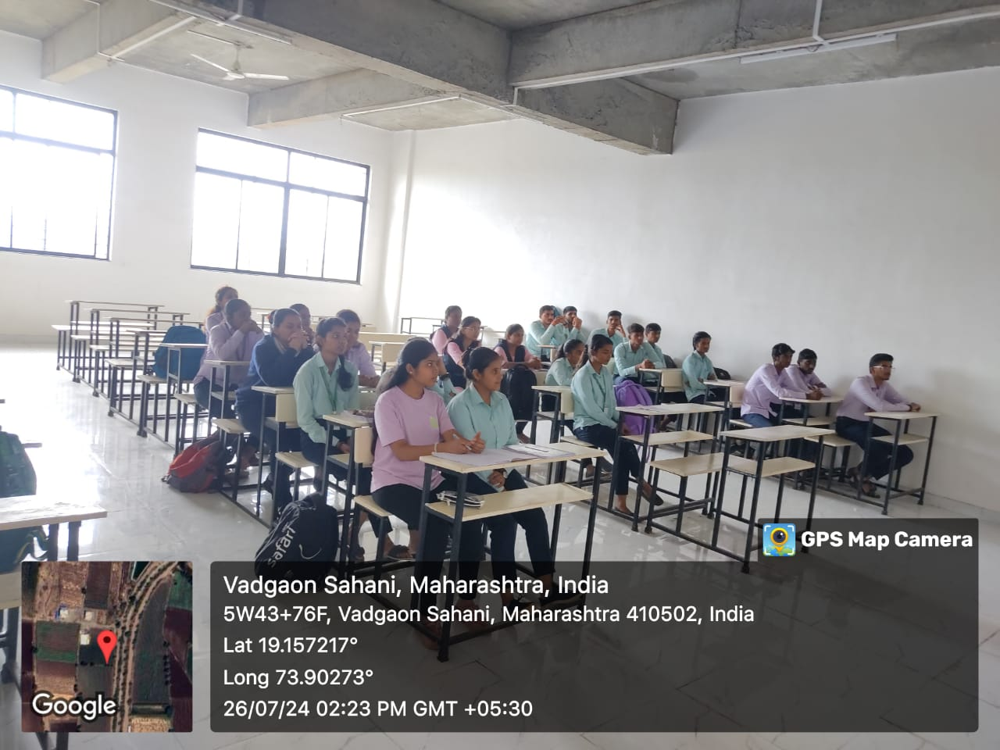 GPS Map Camera
Vadgaon Sahani, Maharashtra, India
5W43+76F, Vadgaon Sahani, Maharashtra 410502, India
Lat 19.157217°
Long 73.90273°
26/07/24 02:23 PM GMT +05:30
Google
safari